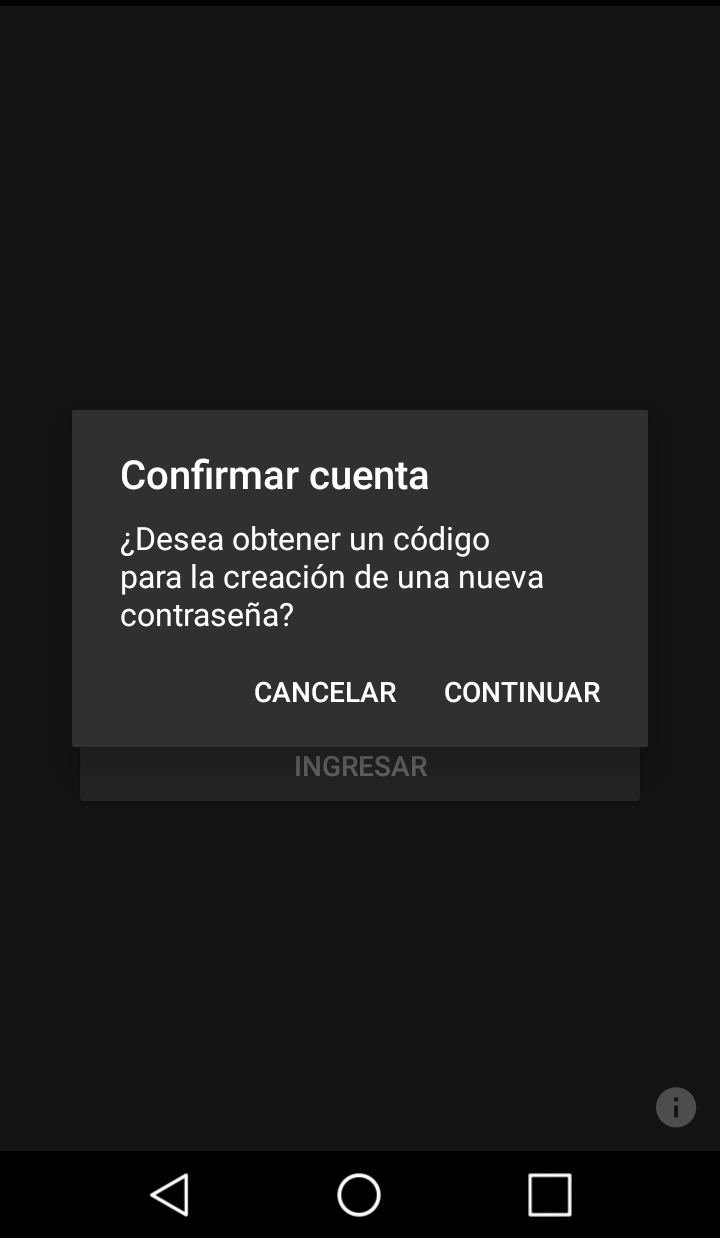 Confirmar cuenta
¿Desea obtener un código
para la creación de una nueva
contraseña?
CANCELAR CONTINUAR
INGRESAR